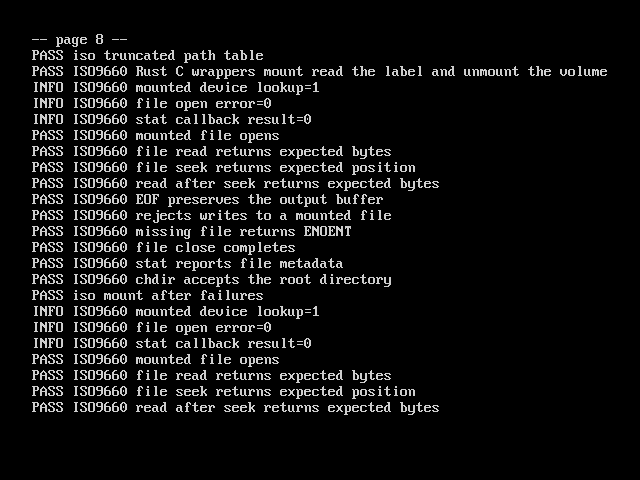 -- page 8 --
PASS iso truncated path table
PASS ISO9660 Rust C wrappers mount read the label and unmount the volume
INFO ISO9660 mounted device lookup=1
INFO ISO9660 file open error=0
INFO ISO9660 stat callback result=0
PASS ISO9660 mounted file opens
PASS ISO9660 file read returns expected bytes
PASS ISO9660 file seek returns expected position
PASS ISO9660 read after seek returns expected bytes
PASS ISO9660 EOF preserves the output buffer
PASS ISO9660 rejects writes to a mounted file
PASS ISO9660 missing file returns ENOENT
PASS ISO9660 file close completes
PASS ISO9660 stat reports file metadata
PASS ISO9660 chdir accepts the root directory
PASS iso mount after failures
INFO ISO9660 mounted device lookup=1
INFO ISO9660 file open error=0
INFO ISO9660 stat callback result=0
PASS ISO9660 mounted file opens
PASS ISO9660 file read returns expected bytes
PASS ISO9660 file seek returns expected position
PASS ISO9660 read after seek returns expected bytes